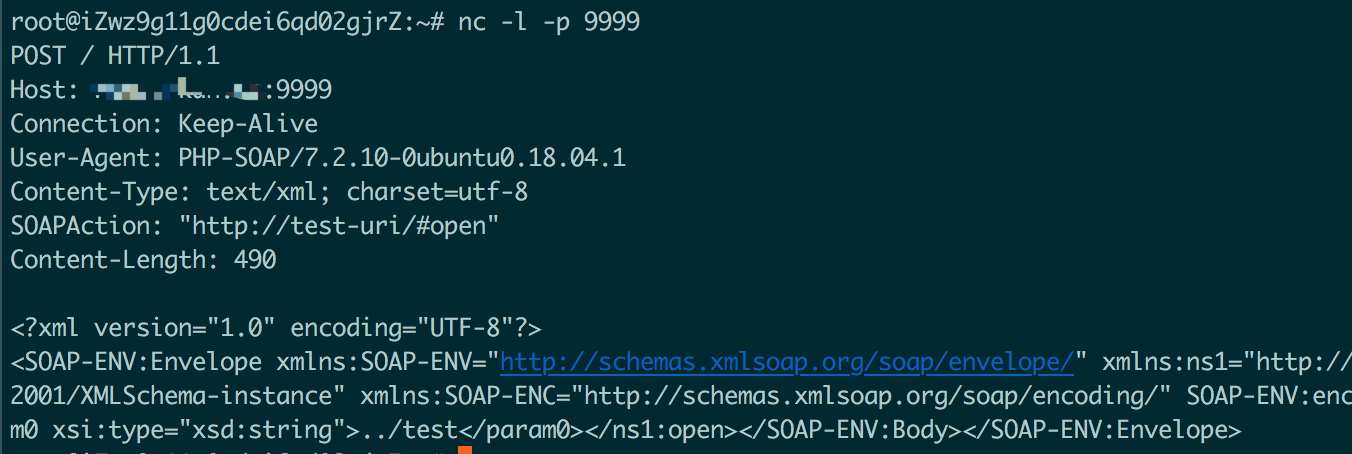 root@iZwz9g11g0cdei6qd02gjrZ:~# nc -l -p 9999
POST / HTTP/1.1
Host: :9999
Connection: Keep-Alive
User-Agent: PHP-SOAP/7.2.10-0ubuntu0.18.04.1
Content-Type: text/xml; charset=utf-8
SOAPAction: "http://test-uri/#open"
Content-Length: 490
<?xml version="1.0" encoding="UTF-8"?>
<SOAP-ENV:Envelope xmlns:SOAP-ENV="http://schemas.xmlsoap.org/soap/envelope/" xmlns:ns1="http://
2001/XMLSchema-instance" xmlns:SOAP-ENC="http://schemas.xmlsoap.org/soap/encoding/" SOAP-ENV:enc
m0 xsi:type="xsd:string">../test</param0></ns1:open></SOAP-ENV:Body></SOAP-ENV:Envelope>